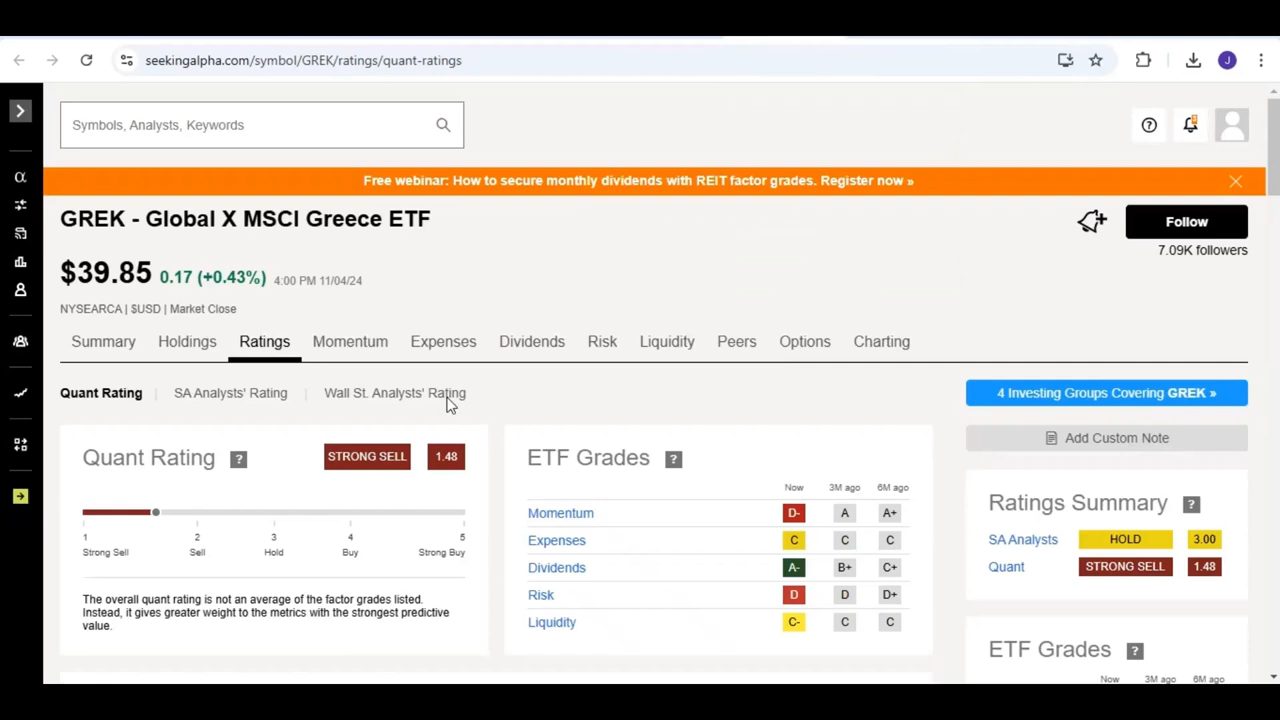 seekingalpha.com/symbol/GREK/ratings/quant-ratings
J
Symbols, Analysts, Keywords
Free webinar: How to secure monthly dividends with REIT factor grades. Register now »
GREK - Global X MSCI Greece ETF
Follow
7.09K followers
$39.85 0.17 (+0.43%) 4:00 PM 11/04/24
NYSEARCA | $USD | Market Close
Summary Holdings Ratings Momentum Expenses Dividends Risk Liquidity Peers Options Charting
Quant Rating | SA Analysts' Rating | Wall St. Analysts' Rating
4 Investing Groups Covering GREK »
Add Custom Note
Quant Rating ? STRONG SELL 1.48
1 2 3 4 5
Strong Sell Sell Hold Buy Strong Buy
The overall quant rating is not an average of the factor grades listed.
Instead, it gives greater weight to the metrics with the strongest predictive
value.
ETF Grades ?
Now 3M ago 6M ago
Momentum D- A A+
Expenses C C C
Dividends A- B+ C+
Risk D D D+
Liquidity C- C C
Ratings Summary ?
SA Analysts HOLD 3.00
Quant STRONG SELL 1.48
ETF Grades ?
Now 3M ago 6M ago